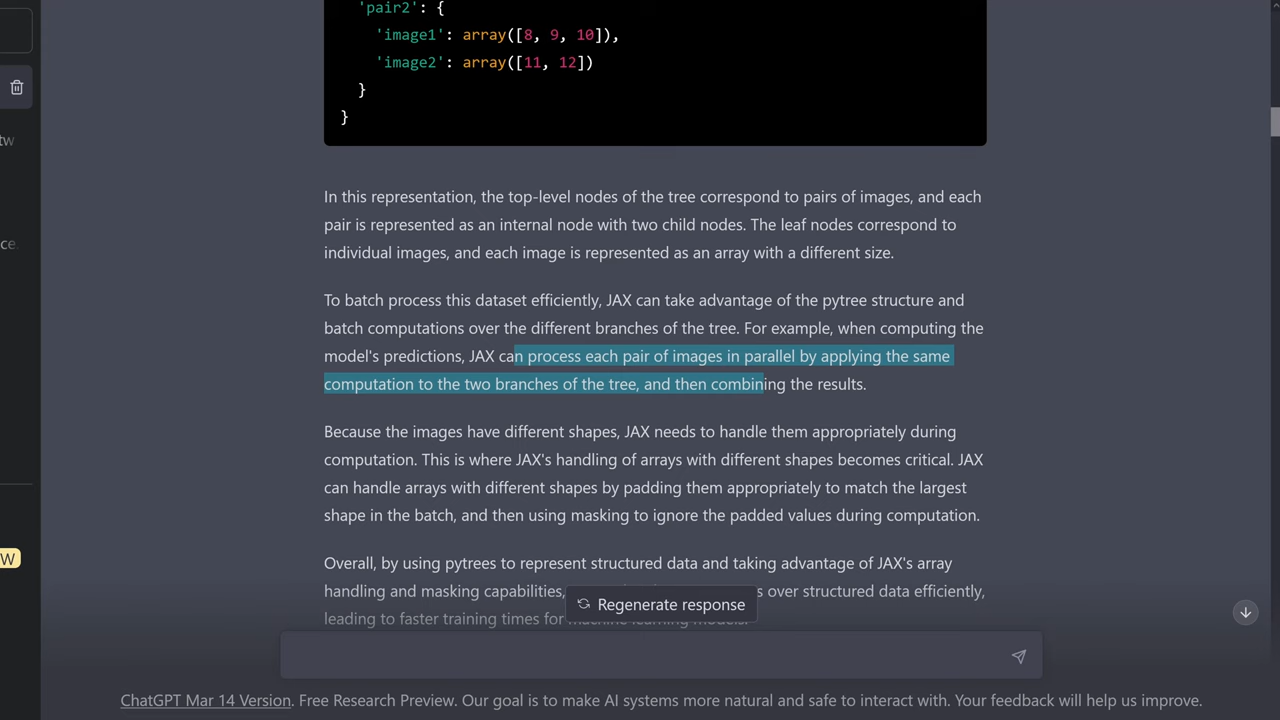 'pair2': {
'image1': array([8, 9, 10]),
'image2': array([11, 12])
}
}
tw
ce.
W
In this representation, the top-level nodes of the tree correspond to pairs of images, and each
pair is represented as an internal node with two child nodes. The leaf nodes correspond to
individual images, and each image is represented as an array with a different size.
To batch process this dataset efficiently, JAX can take advantage of the pytree structure and
batch computations over the different branches of the tree. For example, when computing the
model's predictions, JAX can process each pair of images in parallel by applying the same
computation to the two branches of the tree, and then combining the results.
Because the images have different shapes, JAX needs to handle them appropriately during
computation. This is where JAX's handling of arrays with different shapes becomes critical. JAX
can handle arrays with different shapes by padding them appropriately to match the largest
shape in the batch, and then using masking to ignore the padded values during computation.
Overall, by using pytrees to represent structured data and taking advantage of JAX's array
handling and masking capabilities, s over structured data efficiently,
leading to faster training times for machine learning models.
Regenerate response
ChatGPT Mar 14 Version. Free Research Preview. Our goal is to make AI systems more natural and safe to interact with. Your feedback will help us improve.